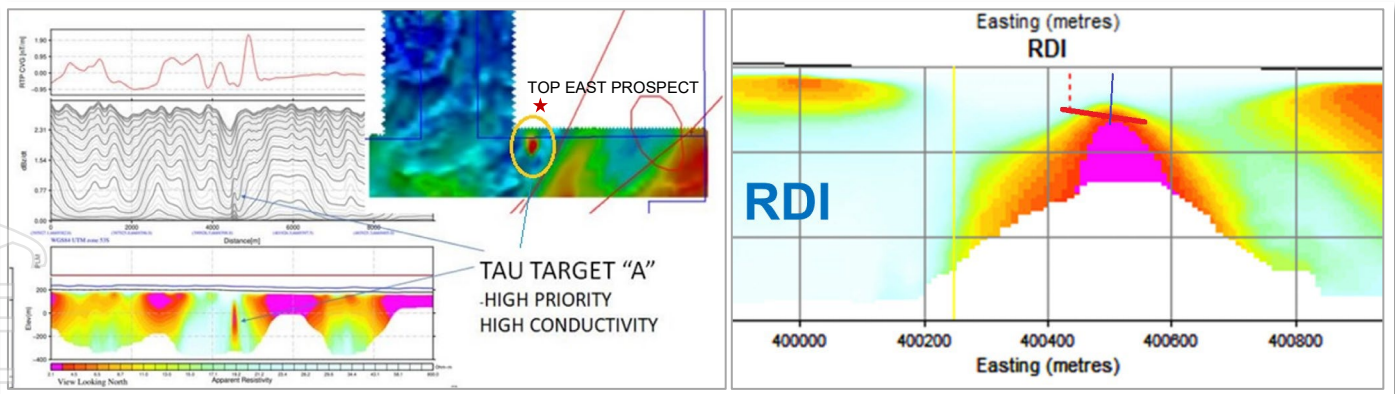 RTP CVG [nT/m]
1.90
0.95
0.00
-0.95
dBz/dt
2.31
1.54
0.77
0.00
0
2000
4000
6000
8000
WGS84 UTM zone 53S
Distance[m]
PLM
Elev(m)
200
0
-200
-400
View Looking North
Apparent Resistivity
Ohm-m
TOP EAST PROSPECT
TAU TARGET “A”
-HIGH PRIORITY
HIGH CONDUCTIVITY
Easting (metres)
RDI
RDI
400000
400200
400400
400600
400800
Easting (metres)